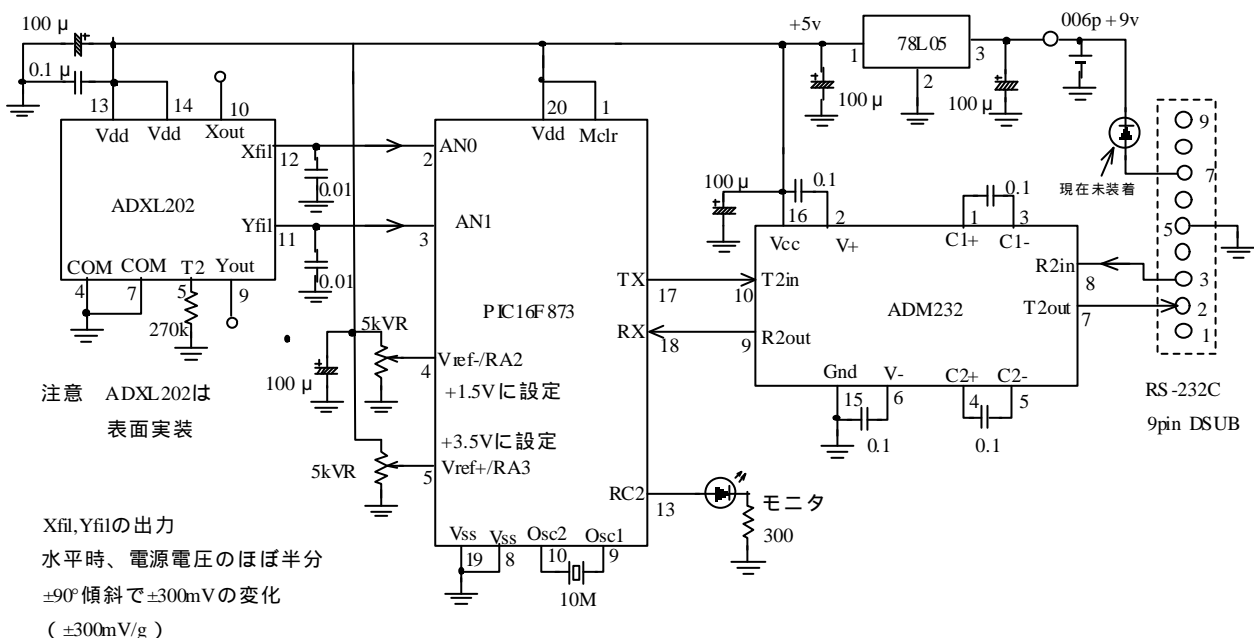 100 μ
0.1 μ
13
14
10
Vdd
Vdd
Xout
Xfil
12
0.01
ADXL202
Yfil
11
0.01
COM
COM
T2
Yout
4
7
5
9
270k
注意 ADXL202は
表面実装
Xfil,Yfilの出力
水平時、電源電圧のほぼ半分
±90°傾斜で±300mVの変化
( ±300mV/g )
20
1
Vdd
Mclr
2
AN0
3
AN1
PIC16F873
TX
17
RX
18
5kVR
100 μ
4
Vref-/RA2
+1.5Vに設定
+3.5Vに設定
5kVR
5
Vref+/RA3
RC2
13
モニタ
300
Vss
Vss
Osc2
Osc1
19
8
10
9
10M
+5v
1
78L05
3
2
100 μ
100 μ
006p +9v
現在未装着
100 μ
0.1
16
2
Vcc
V+
0.1
1
3
C1+
C1-
10
T2in
9
R2out
ADM232
R2in
8
T2out
7
Gnd
V-
C2+
C2-
15
6
4
5
0.1
0.1
9
7
5
3
2
1
RS-232C
9pin DSUB